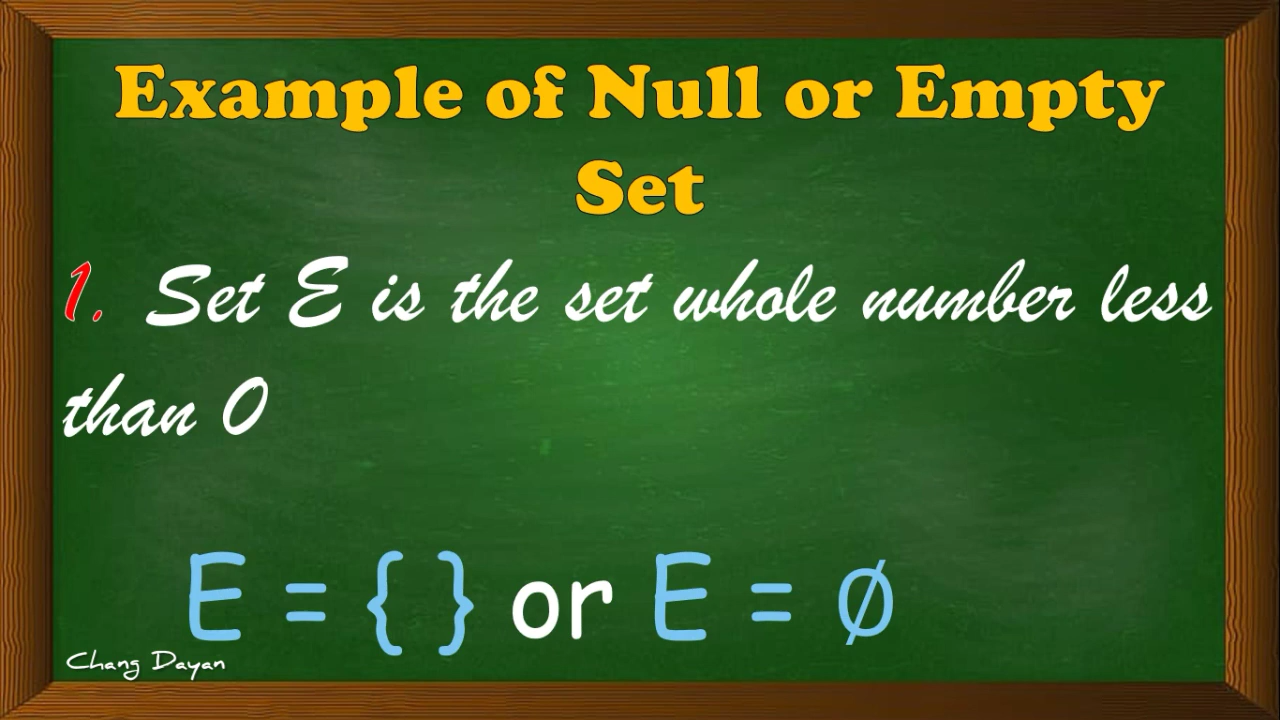 Example of Null or Empty
Set
1. Set E is the set whole number less
than 0
E = { } or E = ∅
Chang Dayan